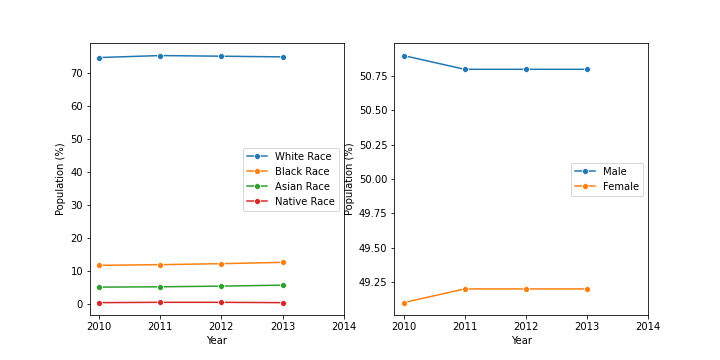 70
60
50
40
30
20
10
0
Population (%)
2010 2011 2012 2013 2014
Year
White Race
Black Race
Asian Race
Native Race
50.75
50.50
50.25
50.00
49.75
49.50
49.25
Population (%)
2010 2011 2012 2013 2014
Year
Male
Female